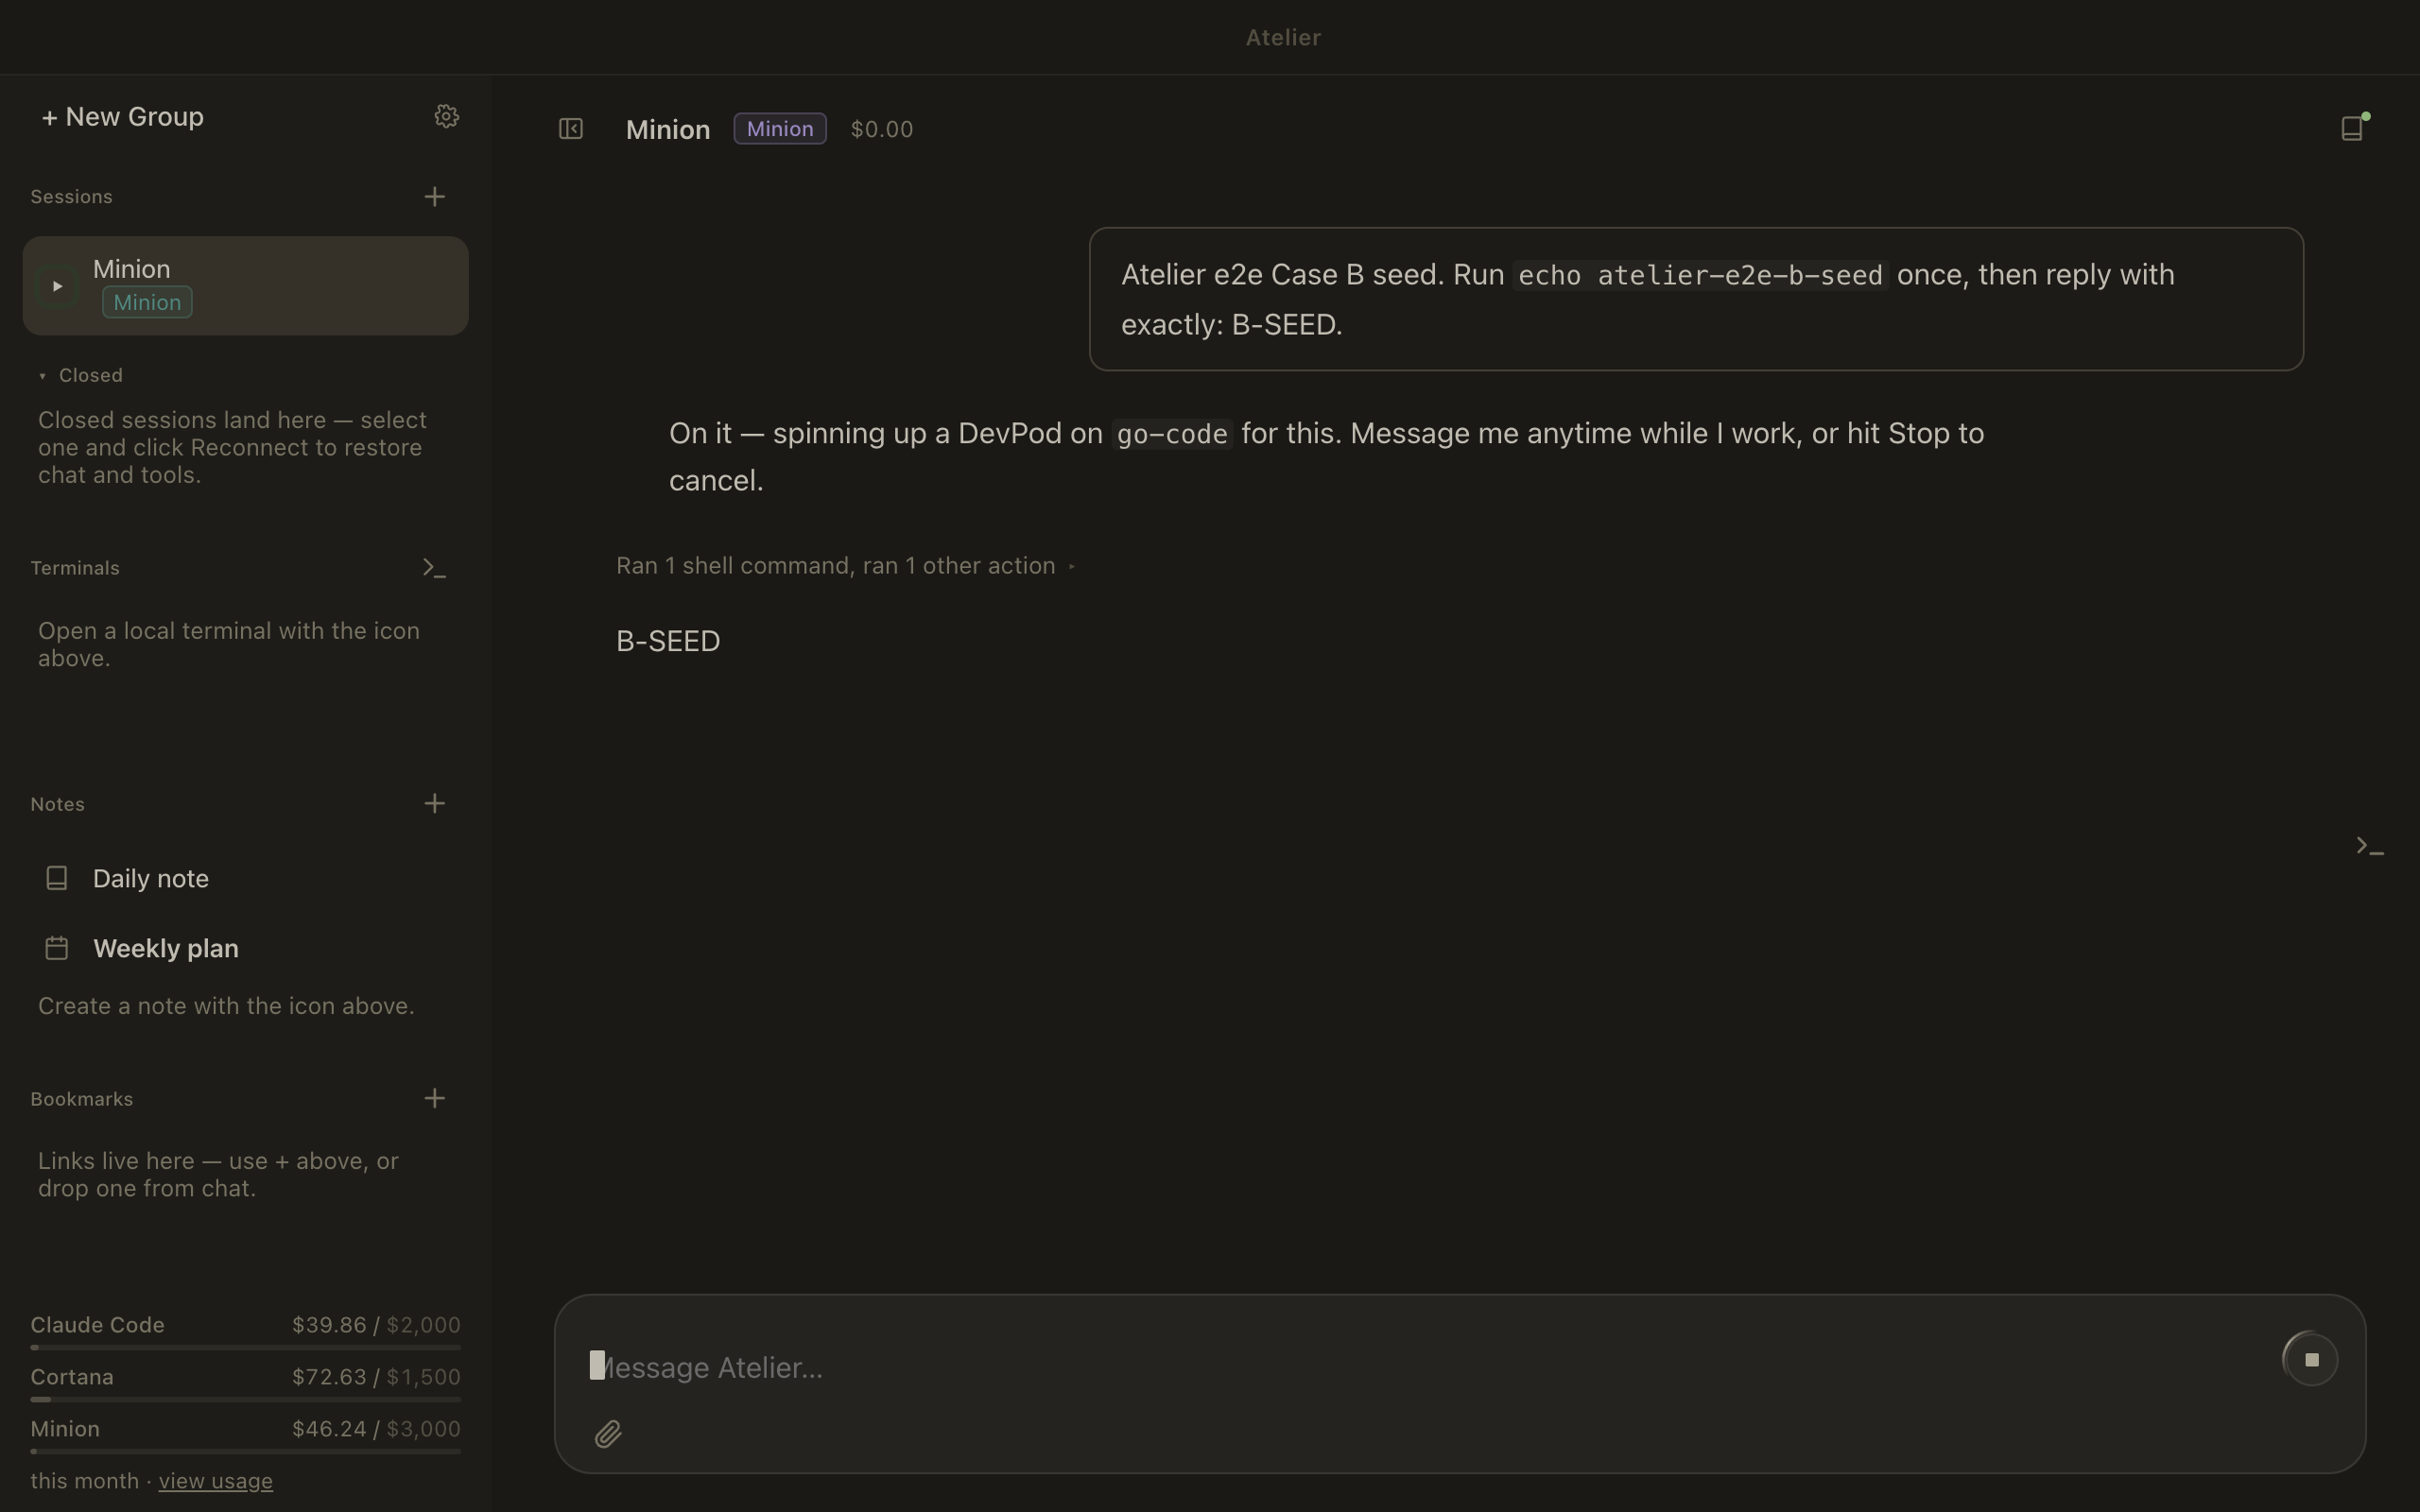 Atelier
+ New Group
Sessions
Minion
Minion
Closed
Closed sessions land here — select
one and click Reconnect to restore
chat and tools.
Terminals
Open a local terminal with the icon
above.
Notes
Daily note
Weekly plan
Create a note with the icon above.
Bookmarks
Links live here — use + above, or
drop one from chat.
Claude Code $39.86 / $2,000
Cortana $72.63 / $1,500
Minion $46.24 / $3,000
this month · view usage
Minion Minion $0.00
Atelier e2e Case B seed. Run echo atelier-e2e-b-seed once, then reply with
exactly: B-SEED.
On it — spinning up a DevPod on go-code for this. Message me anytime while I work, or hit Stop to
cancel.
Ran 1 shell command, ran 1 other action
B-SEED
Message Atelier...